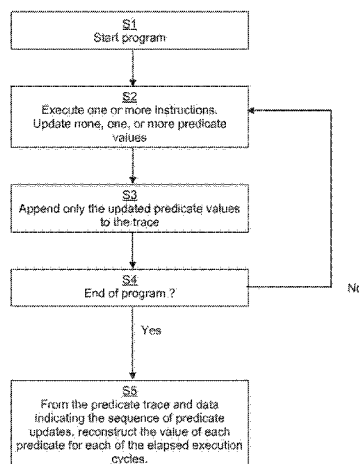 S1
Start program
S2
Execute one or more instructions.
Update none, one, or more predicate
values
S3
Append only the updated predicate values
to the trace
S4
End of program ?
No
Yes
S5
From the predicate trace and data
indicating the sequence of predicate
updates, reconstruct the value of each
predicate for each of the elapsed execution
cycles.